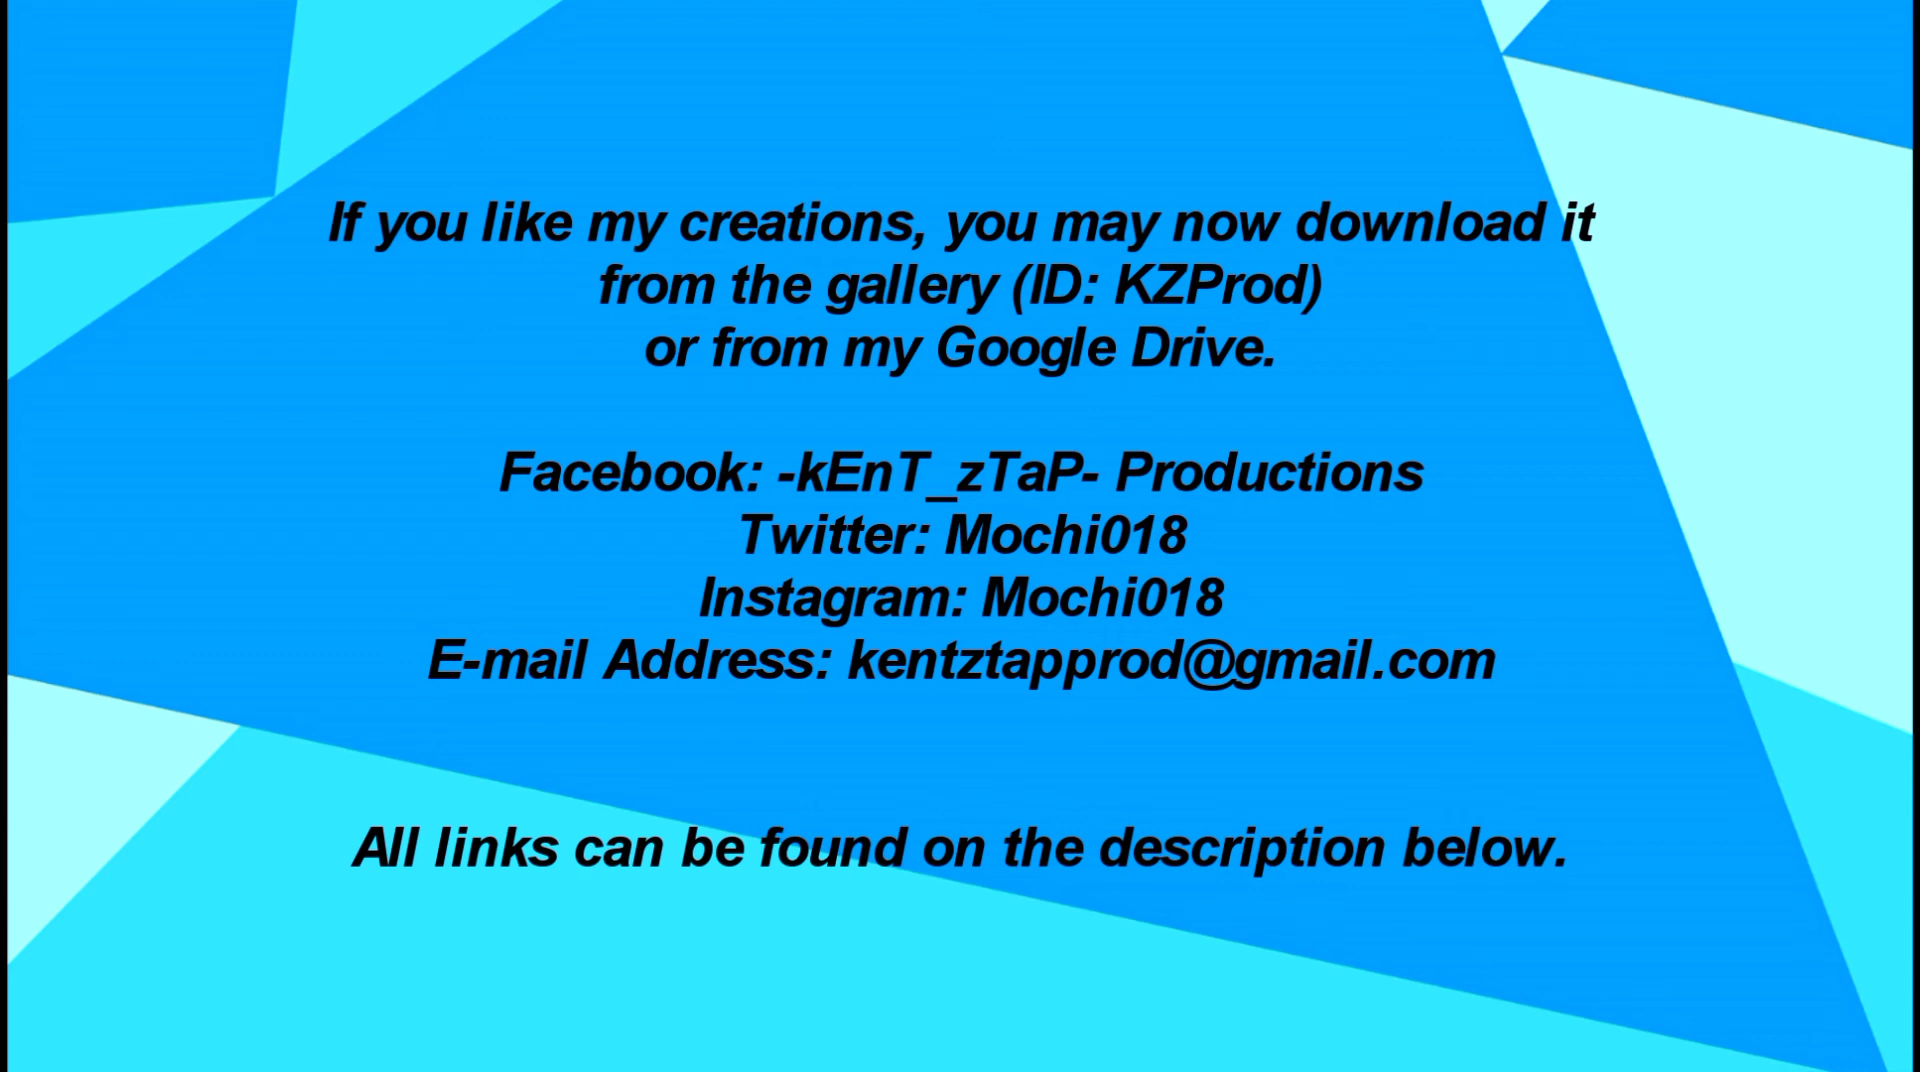 If you like my creations, you may now download it
from the gallery (ID: KZProd)
or from my Google Drive.
Facebook: -kEnT_zTaP- Productions
Twitter: Mochi018
Instagram: Mochi018
E-mail Address: kentztapprod@gmail.com
All links can be found on the description below.